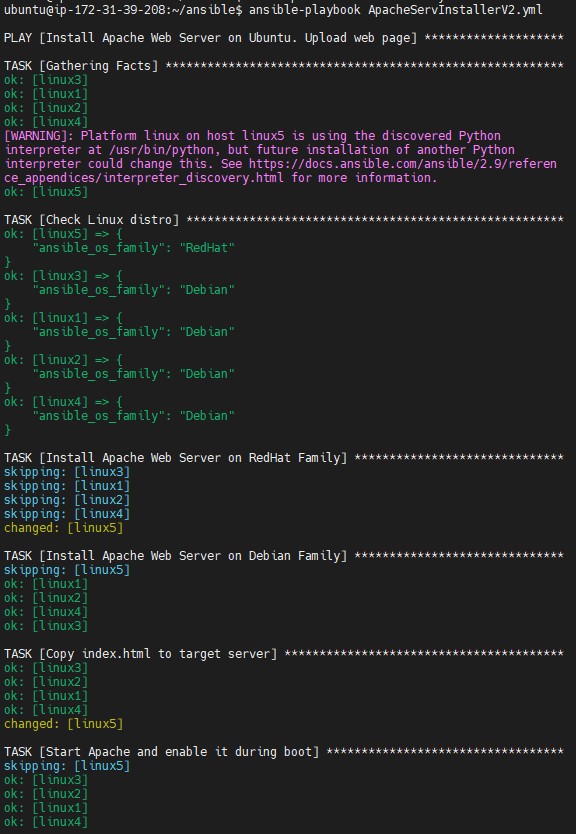 ubuntu@ip-172-31-39-208:~/ansible$ ansible-playbook ApacheServInstallerV2.yml
PLAY [Install Apache Web Server on Ubuntu. Upload web page] ********************
TASK [Gathering Facts] *********************************************************
ok: [linux3]
ok: [linux1]
ok: [linux2]
ok: [linux4]
[WARNING]: Platform linux on host linux5 is using the discovered Python
interpreter at /usr/bin/python, but future installation of another Python
interpreter could change this. See https://docs.ansible.com/ansible/2.9/referen
ce_appendices/interpreter_discovery.html for more information.
ok: [linux5]
TASK [Check Linux distro] ******************************************************
ok: [linux5] => {
    "ansible_os_family": "RedHat"
}
ok: [linux3] => {
    "ansible_os_family": "Debian"
}
ok: [linux1] => {
    "ansible_os_family": "Debian"
}
ok: [linux2] => {
    "ansible_os_family": "Debian"
}
ok: [linux4] => {
    "ansible_os_family": "Debian"
}
TASK [Install Apache Web Server on RedHat Family] ******************************
skipping: [linux3]
skipping: [linux1]
skipping: [linux2]
skipping: [linux4]
changed: [linux5]
TASK [Install Apache Web Server on Debian Family] ******************************
skipping: [linux5]
ok: [linux1]
ok: [linux2]
ok: [linux4]
ok: [linux3]
TASK [Copy index.html to target server] ****************************************
ok: [linux3]
ok: [linux2]
ok: [linux1]
ok: [linux4]
changed: [linux5]
TASK [Start Apache and enable it during boot] **********************************
skipping: [linux5]
ok: [linux3]
ok: [linux2]
ok: [linux1]
ok: [linux4]